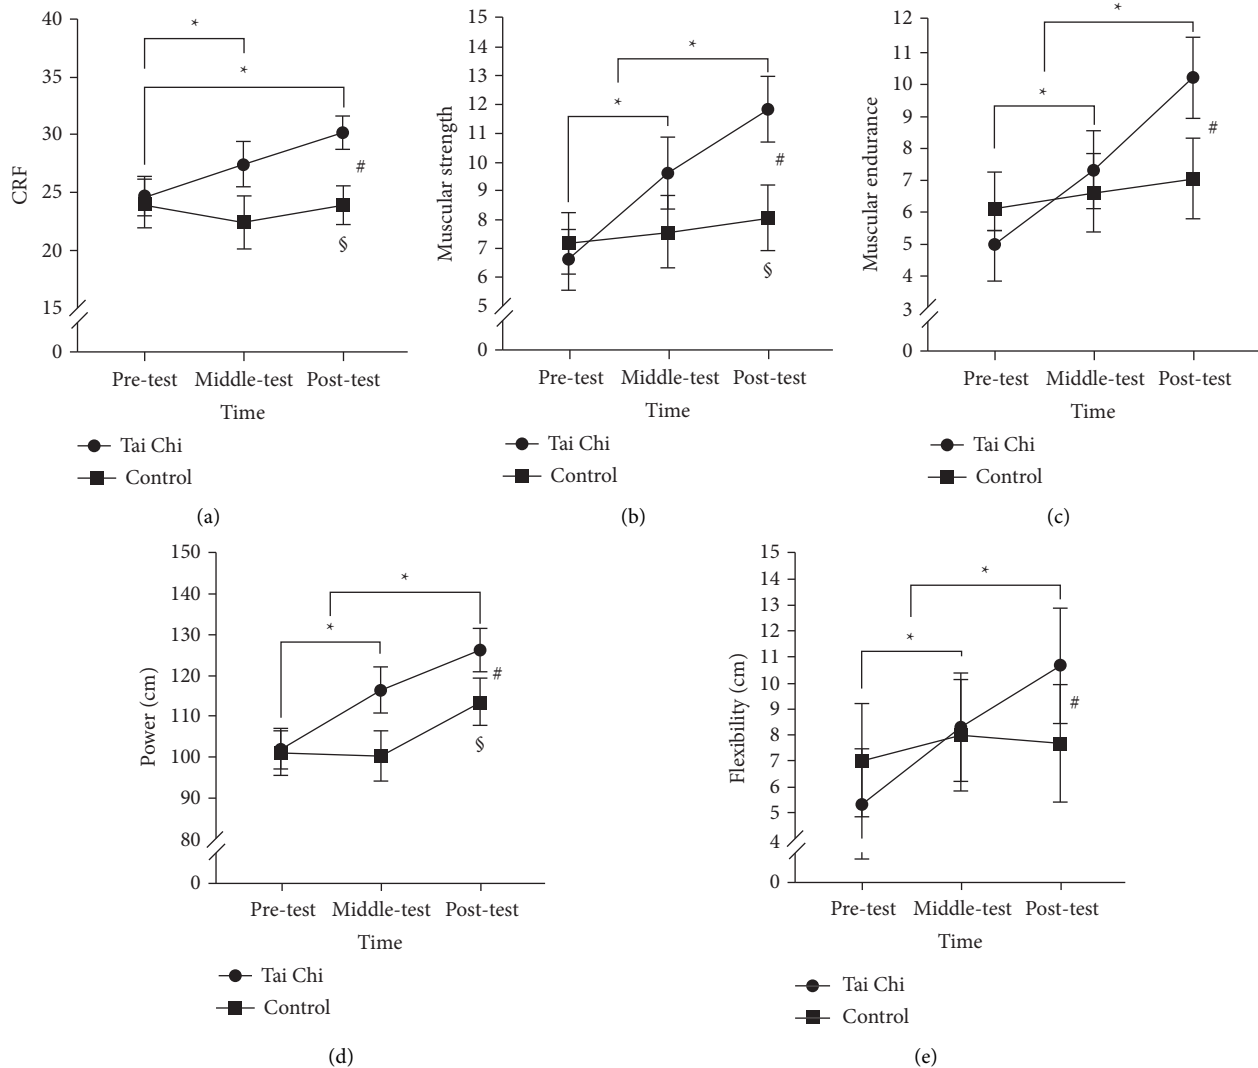 CRF
40
35
30
25
20
15
0
*
*
#
§
Pre-test Middle-test Post-test
Time
Tai Chi
Control
(a)
Muscular strength
15
14
13
12
11
10
9
8
7
6
5
0
*
*
#
§
Pre-test Middle-test Post-test
Time
Tai Chi
Control
(b)
Muscular endurance
12
11
10
9
8
7
6
5
4
3
0
*
*
#
Pre-test Middle-test Post-test
Time
Tai Chi
Control
(c)
Power (cm)
150
140
130
120
110
100
90
80
0
*
*
#
§
Pre-test Middle-test Post-test
Time
Tai Chi
Control
(d)
Flexibility (cm)
15
14
13
12
11
10
9
8
7
6
5
4
0
*
*
#
Pre-test Middle-test Post-test
Time
Tai Chi
Control
(e)